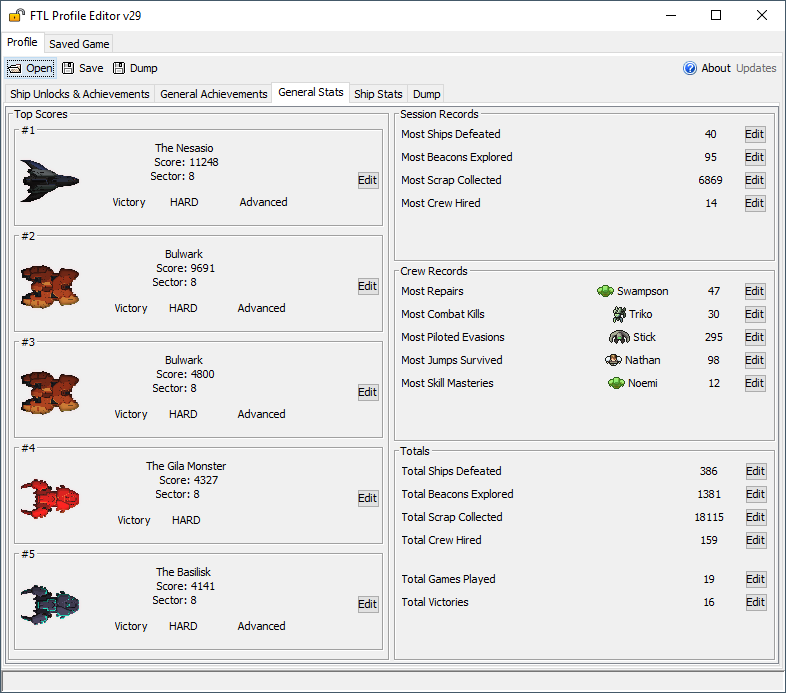 FTL Profile Editor v29
Profile Saved Game
Open Save Dump About Updates
Ship Unlocks & Achievements General Achievements General Stats Ship Stats Dump
Top Scores
#1
The Nesasio
Score: 11248
Sector: 8
Edit
Victory HARD Advanced
#2
Bulwark
Score: 9691
Sector: 8
Edit
Victory HARD Advanced
#3
Bulwark
Score: 4800
Sector: 8
Edit
Victory HARD Advanced
#4
The Gila Monster
Score: 4327
Sector: 8
Edit
Victory HARD
#5
The Basilisk
Score: 4141
Sector: 8
Edit
Victory HARD Advanced
Session Records
Most Ships Defeated 40 Edit
Most Beacons Explored 95 Edit
Most Scrap Collected 6869 Edit
Most Crew Hired 14 Edit
Crew Records
Most Repairs Swampson 47 Edit
Most Combat Kills Triko 30 Edit
Most Piloted Evasions Stick 295 Edit
Most Jumps Survived Nathan 98 Edit
Most Skill Masteries Noemi 12 Edit
Totals
Total Ships Defeated 386 Edit
Total Beacons Explored 1381 Edit
Total Scrap Collected 18115 Edit
Total Crew Hired 159 Edit
Total Games Played 19 Edit
Total Victories 16 Edit